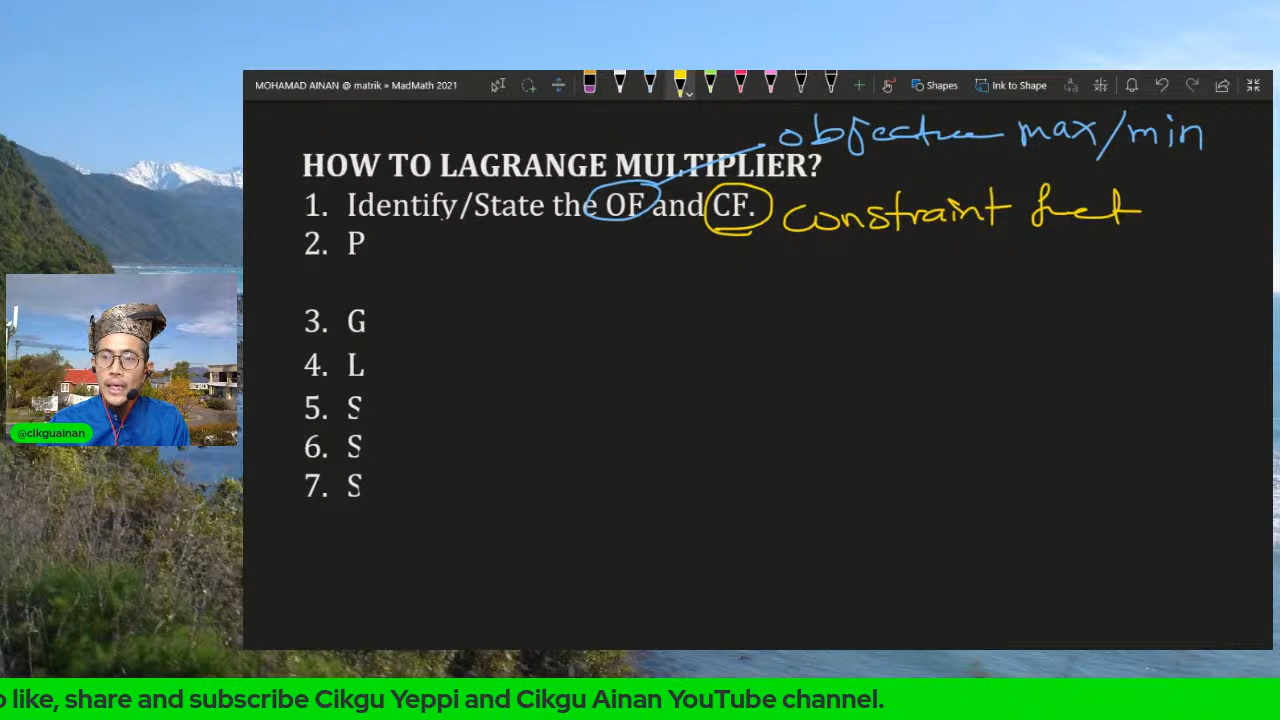 MOHAMAD AINAN @ matrik » MadMath 2021
Shapes
Ink to Shape
objective max/min
HOW TO LAGRANGE MULTIPLIER?
1. Identify/State the OF and CF. constraint
2. P
3. G
4. L
5. S
6. S
7. S
@cikguainan
like, share and subscribe Cikgu Yeppi and Cikgu Ainan YouTube channel.